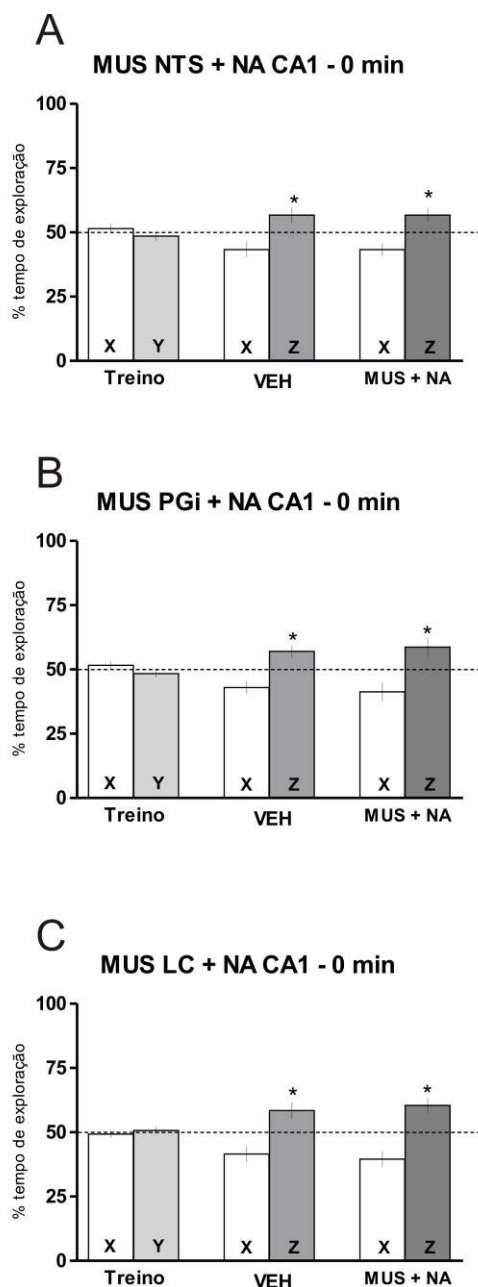 A
MUS NTS + NA CA1 - 0 min
% tempo de exploração
100
75
50
25
0
* *
X Y X Z X Z
Treino VEH MUS + NA
B
MUS PGi + NA CA1 - 0 min
% tempo de exploração
100
75
50
25
0
* *
X Y X Z X Z
Treino VEH MUS + NA
C
MUS LC + NA CA1 - 0 min
% tempo de exploração
100
75
50
25
0
* *
X Y X Z X Z
Treino VEH MUS + NA